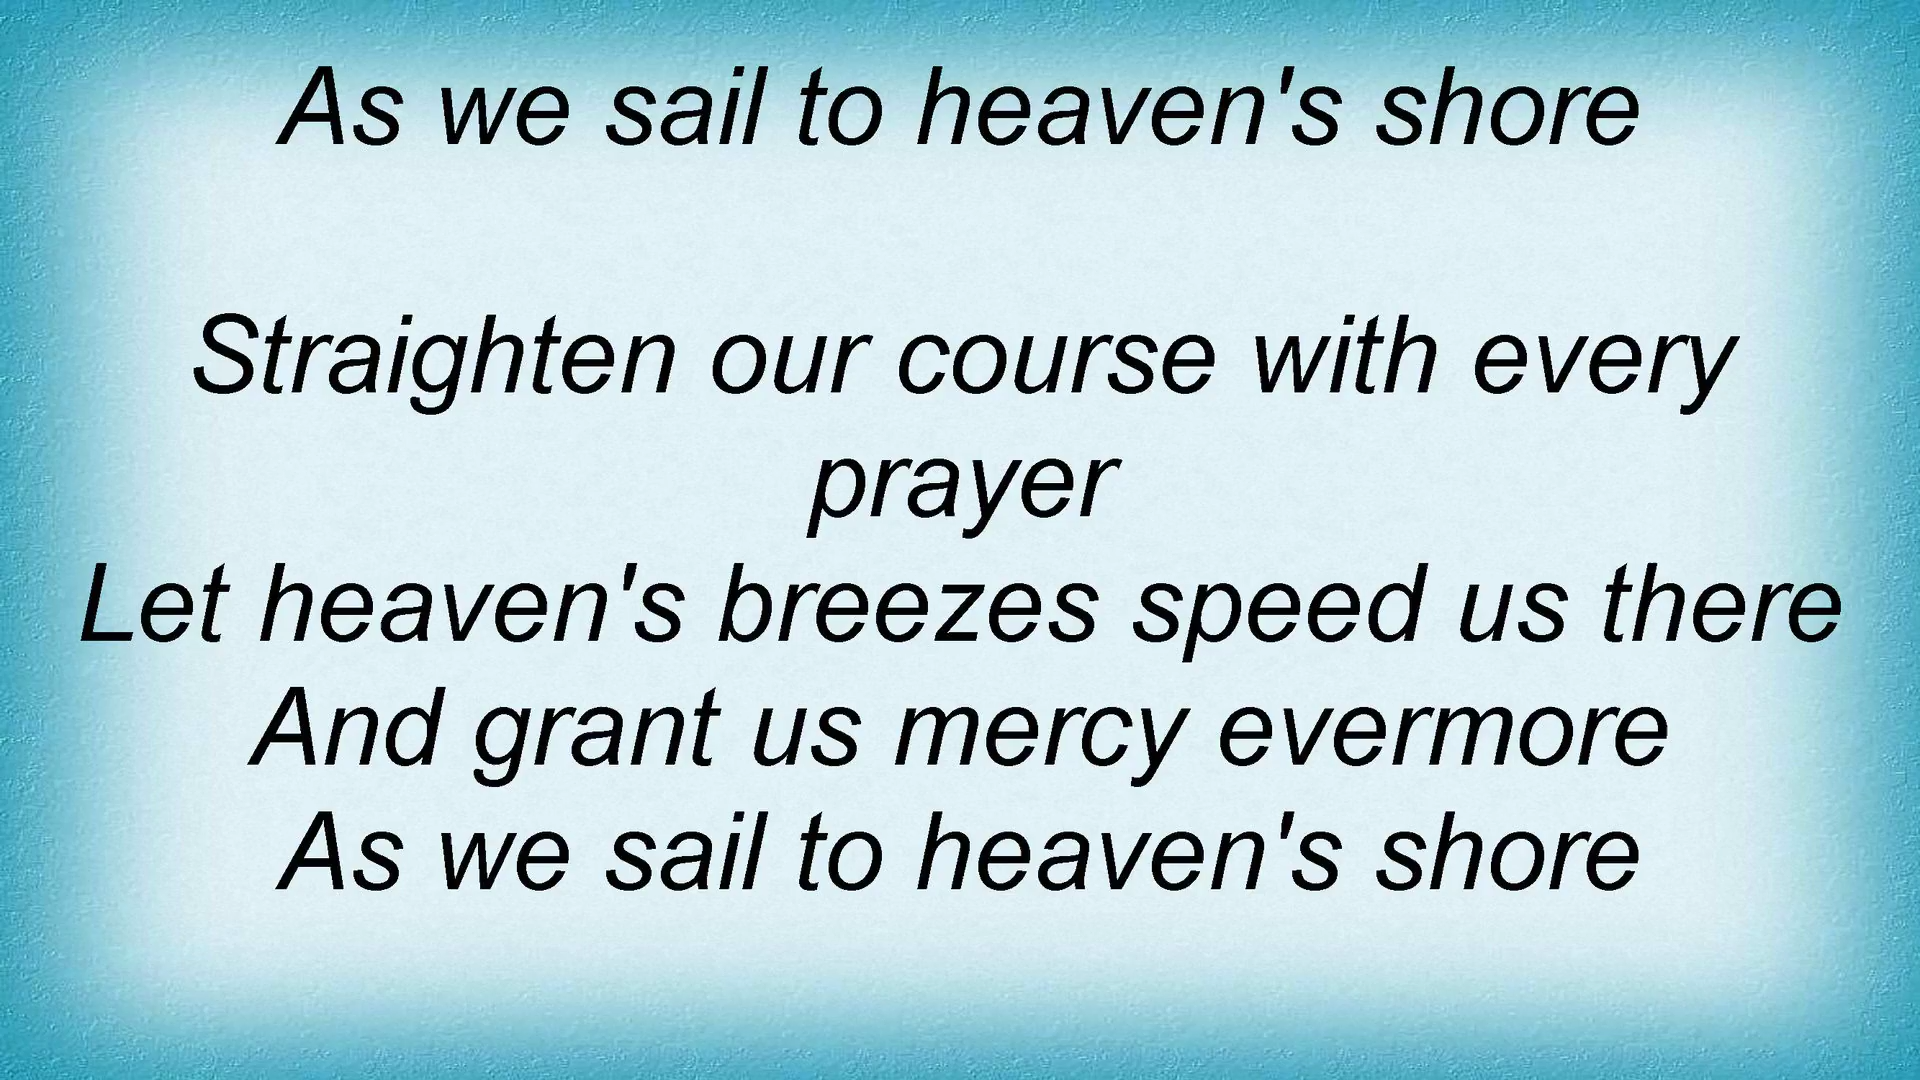 As we sail to heaven's shore
Straighten our course with every
prayer
Let heaven's breezes speed us there
And grant us mercy evermore
As we sail to heaven's shore